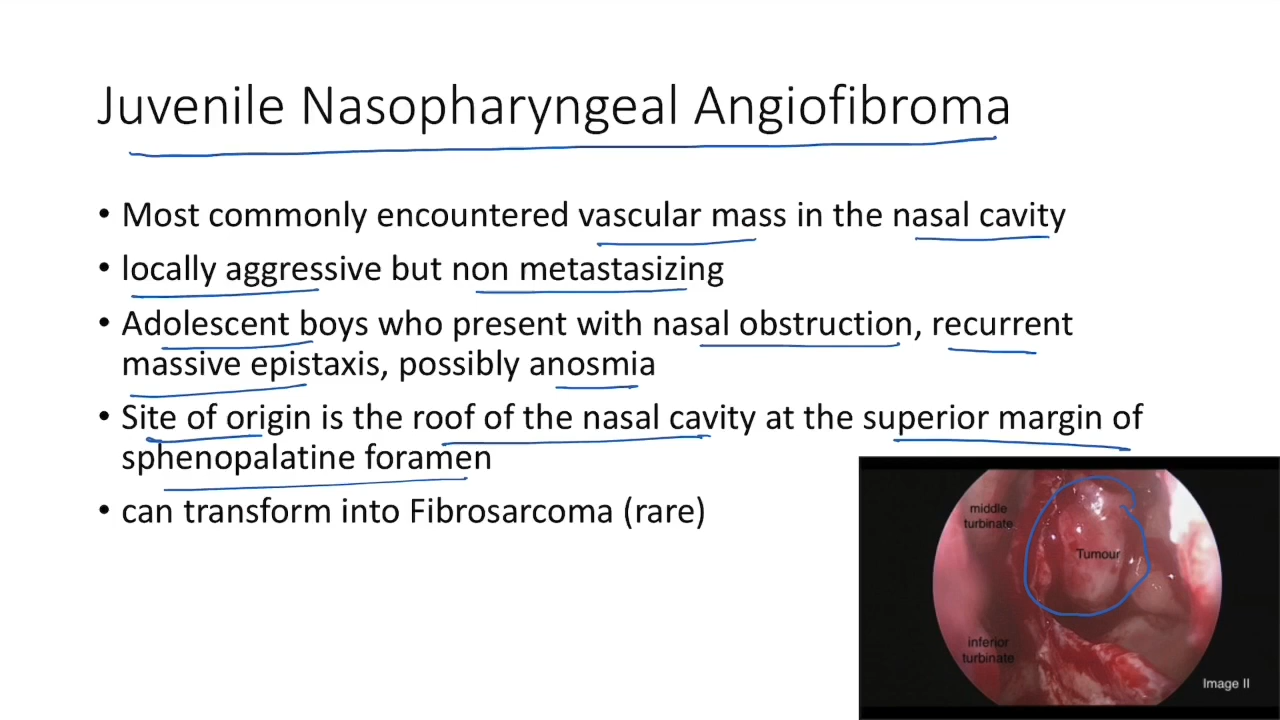 Juvenile Nasopharyngeal Angiofibroma
• Most commonly encountered vascular mass in the nasal cavity
• locally aggressive but non metastasizing
• Adolescent boys who present with nasal obstruction, recurrent
massive epistaxis, possibly anosmia
• Site of origin is the roof of the nasal cavity at the superior margin of
sphenopalatine foramen
• can transform into Fibrosarcoma (rare)
middle
turbinate
Tumour
inferior
turbinate
Image II